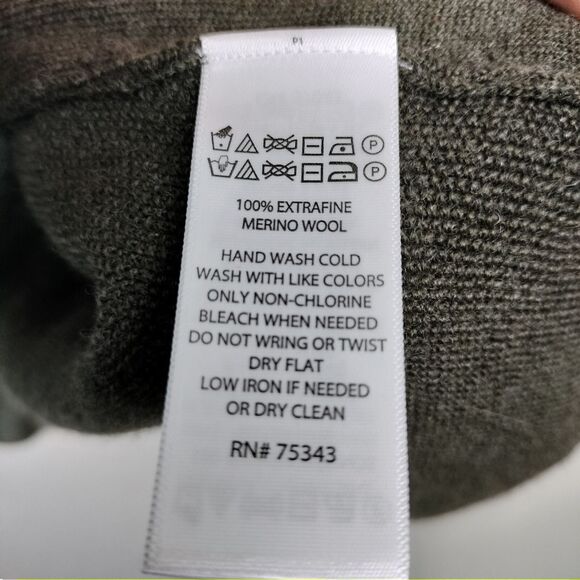 P1
P
P
100% EXTRAFINE
MERINO WOOL
HAND WASH COLD
WASH WITH LIKE COLORS
ONLY NON-CHLORINE
BLEACH WHEN NEEDED
DO NOT WRING OR TWIST
DRY FLAT
LOW IRON IF NEEDED
OR DRY CLEAN
RN# 75343